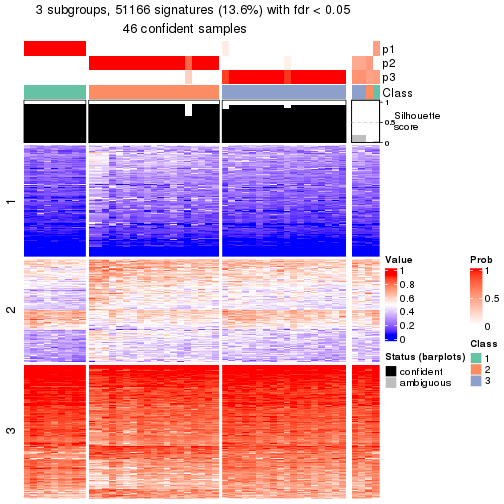 3 subgroups, 51166 signatures (13.6%) with fdr < 0.05
46 confident samples
p1
p2
p3
Class
1
0.5
0
Silhouette
score
1
2
3
Value
1
0.8
0.6
0.4
0.2
0
Status (barplots)
confident
ambiguous
Prob
1
0.5
0
Class
1
2
3